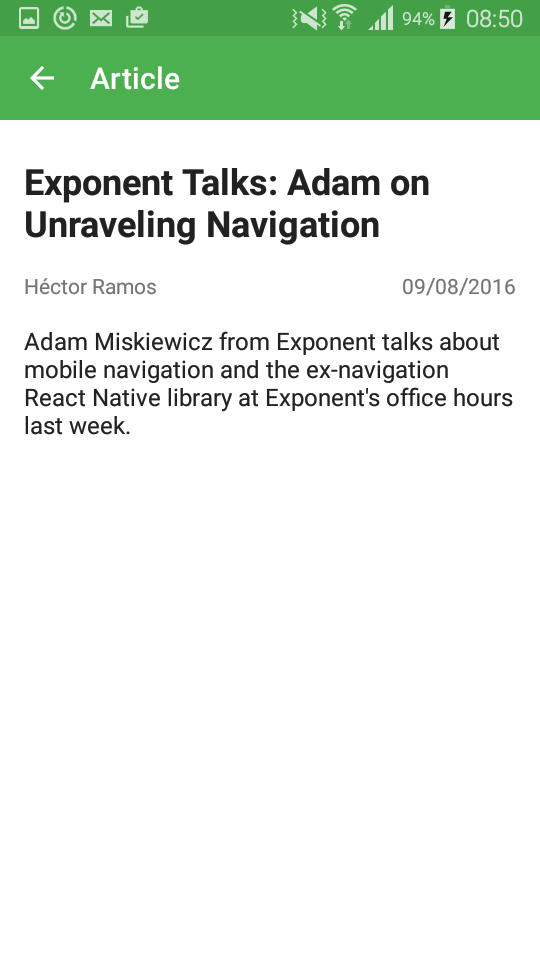 94% 08:50
Article
Exponent Talks: Adam on
Unraveling Navigation
Héctor Ramos 09/08/2016
Adam Miskiewicz from Exponent talks about
mobile navigation and the ex-navigation
React Native library at Exponent's office hours
last week.